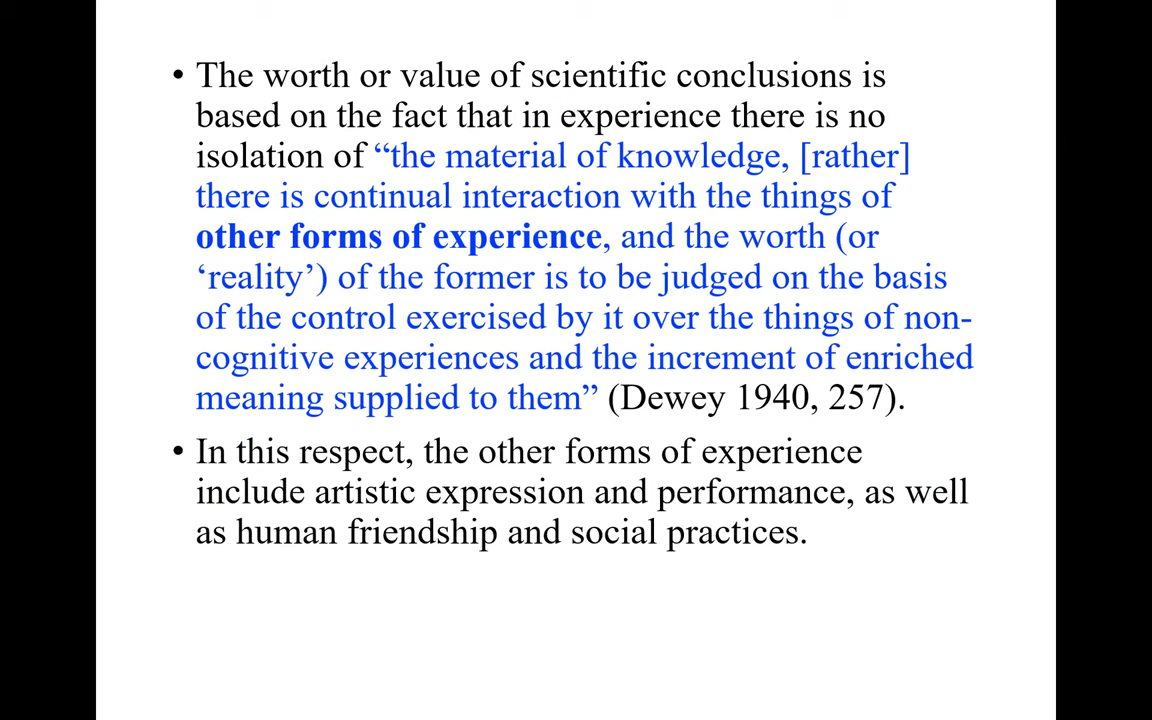 • The worth or value of scientific conclusions is
based on the fact that in experience there is no
isolation of “the material of knowledge, [rather]
there is continual interaction with the things of
other forms of experience, and the worth (or
‘reality’) of the former is to be judged on the basis
of the control exercised by it over the things of non-
cognitive experiences and the increment of enriched
meaning supplied to them” (Dewey 1940, 257).
• In this respect, the other forms of experience
include artistic expression and performance, as well
as human friendship and social practices.